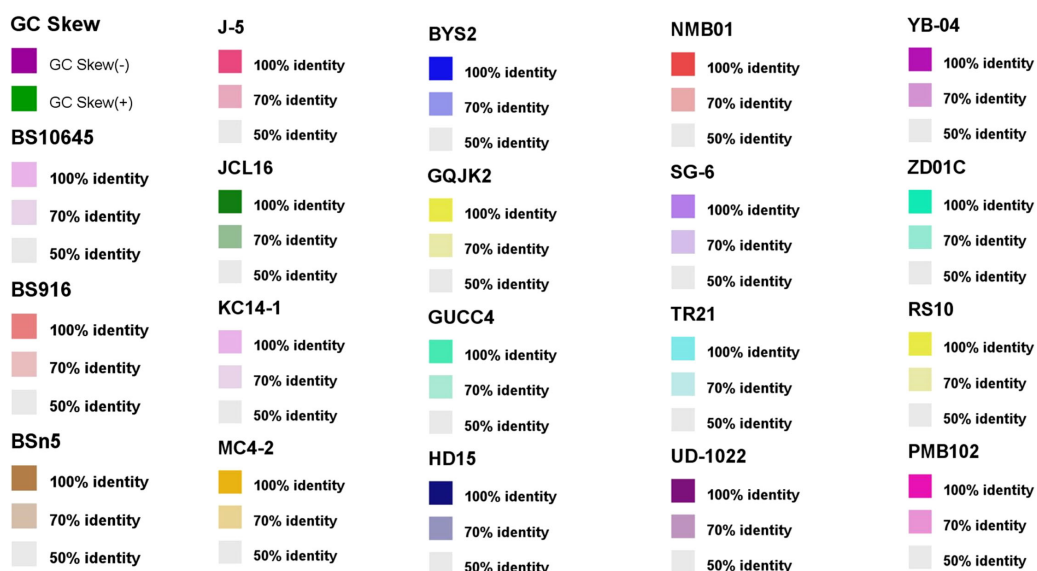 GC Skew
GC Skew(-)
GC Skew(+)
BS10645
100% identity
70% identity
50% identity
BS916
100% identity
70% identity
50% identity
BSn5
100% identity
70% identity
50% identity
J-5
100% identity
70% identity
50% identity
JCL16
100% identity
70% identity
50% identity
KC14-1
100% identity
70% identity
50% identity
MC4-2
100% identity
70% identity
50% identity
BYS2
100% identity
70% identity
50% identity
GQJK2
100% identity
70% identity
50% identity
GUCC4
100% identity
70% identity
50% identity
HD15
100% identity
70% identity
50% identity
NMB01
100% identity
70% identity
50% identity
SG-6
100% identity
70% identity
50% identity
TR21
100% identity
70% identity
50% identity
UD-1022
100% identity
70% identity
50% identity
YB-04
100% identity
70% identity
50% identity
ZD01C
100% identity
70% identity
50% identity
RS10
100% identity
70% identity
50% identity
PMB102
100% identity
70% identity
50% identity